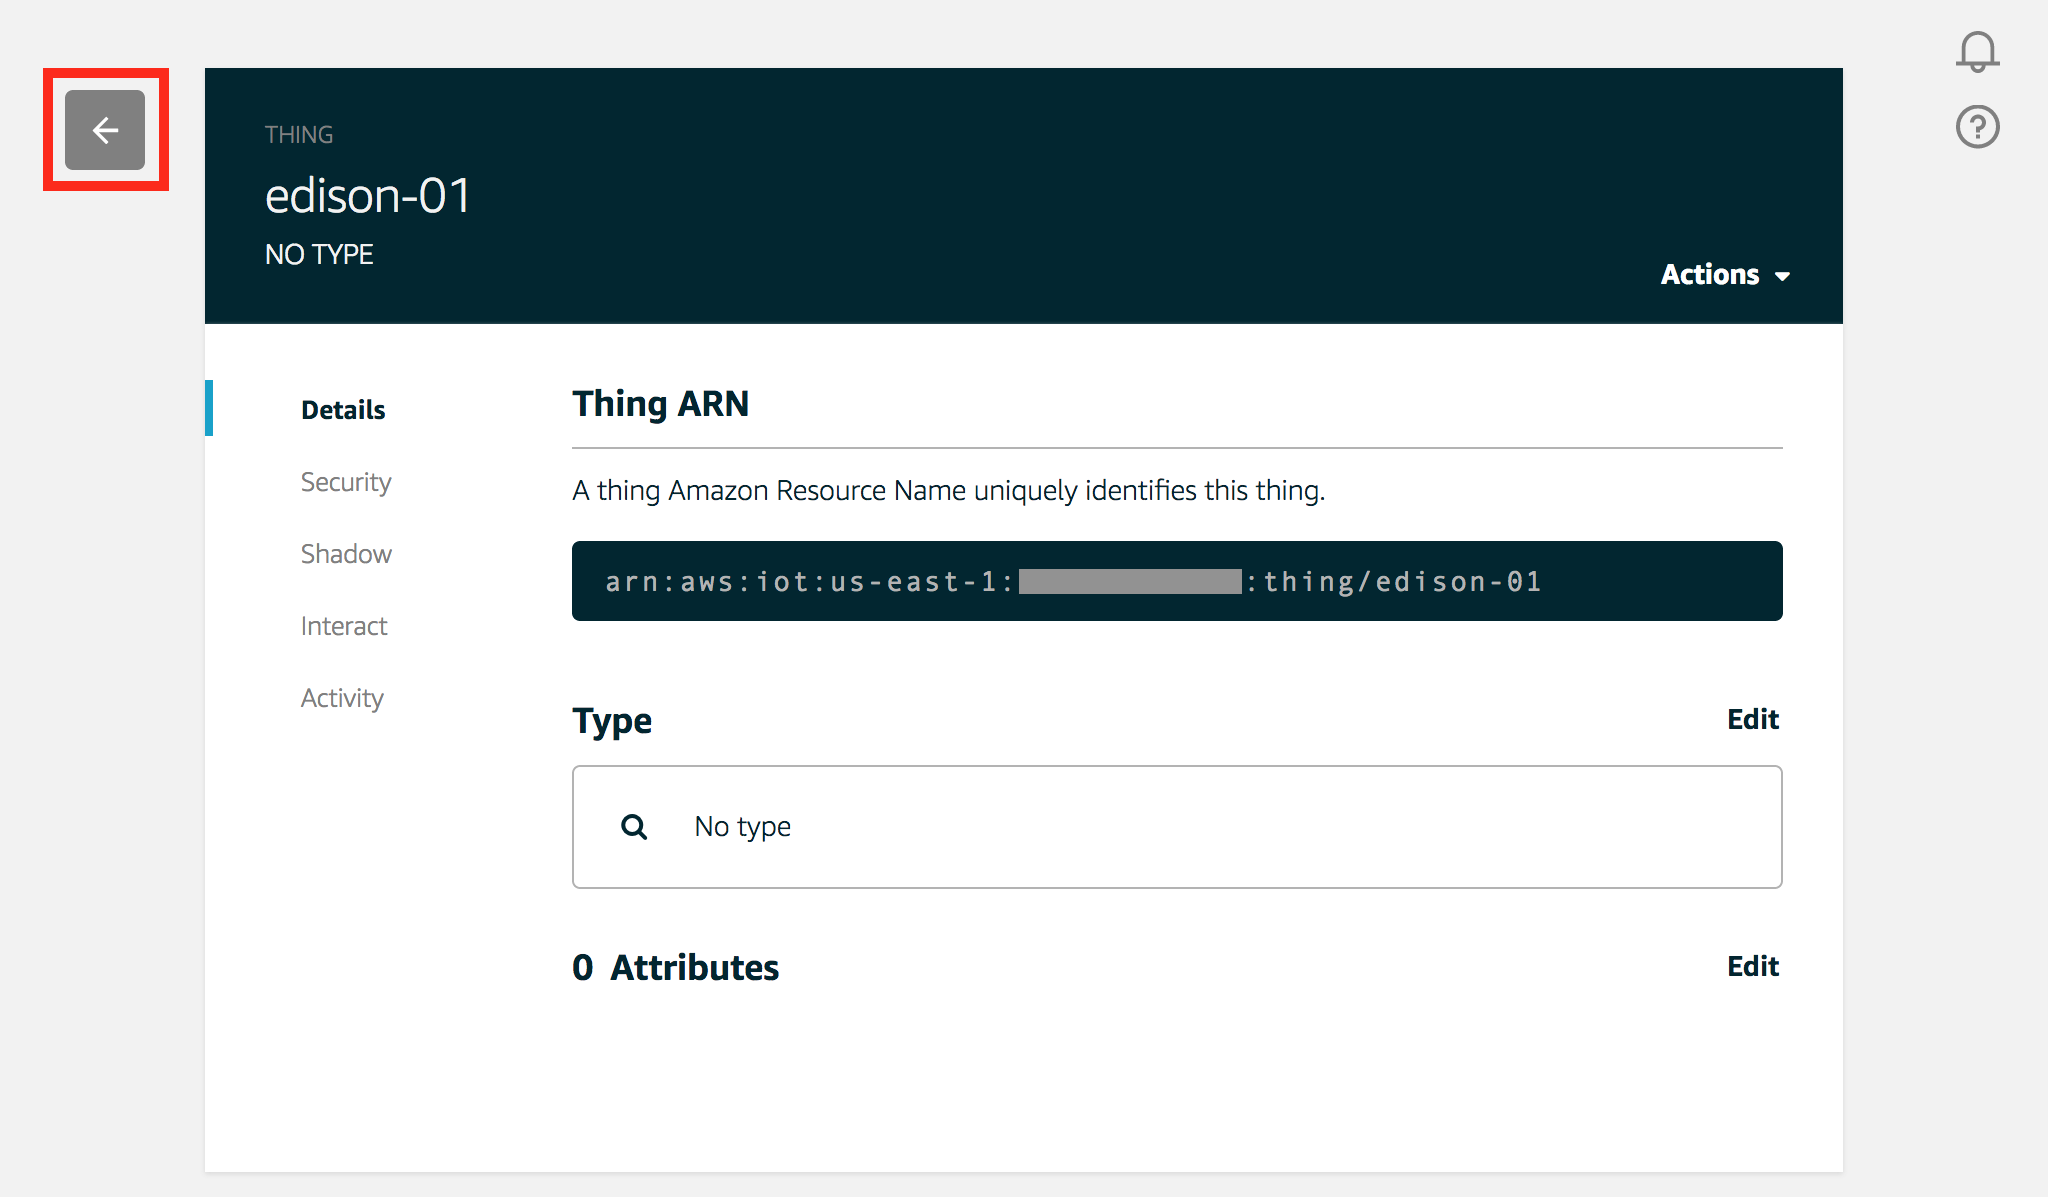 THING
edison-01
NO TYPE
Actions
Details
Security
Shadow
Interact
Activity
Thing ARN
A thing Amazon Resource Name uniquely identifies this thing.
arn:aws:iot:us-east-1: :thing/edison-01
Type
Edit
No type
0 Attributes
Edit